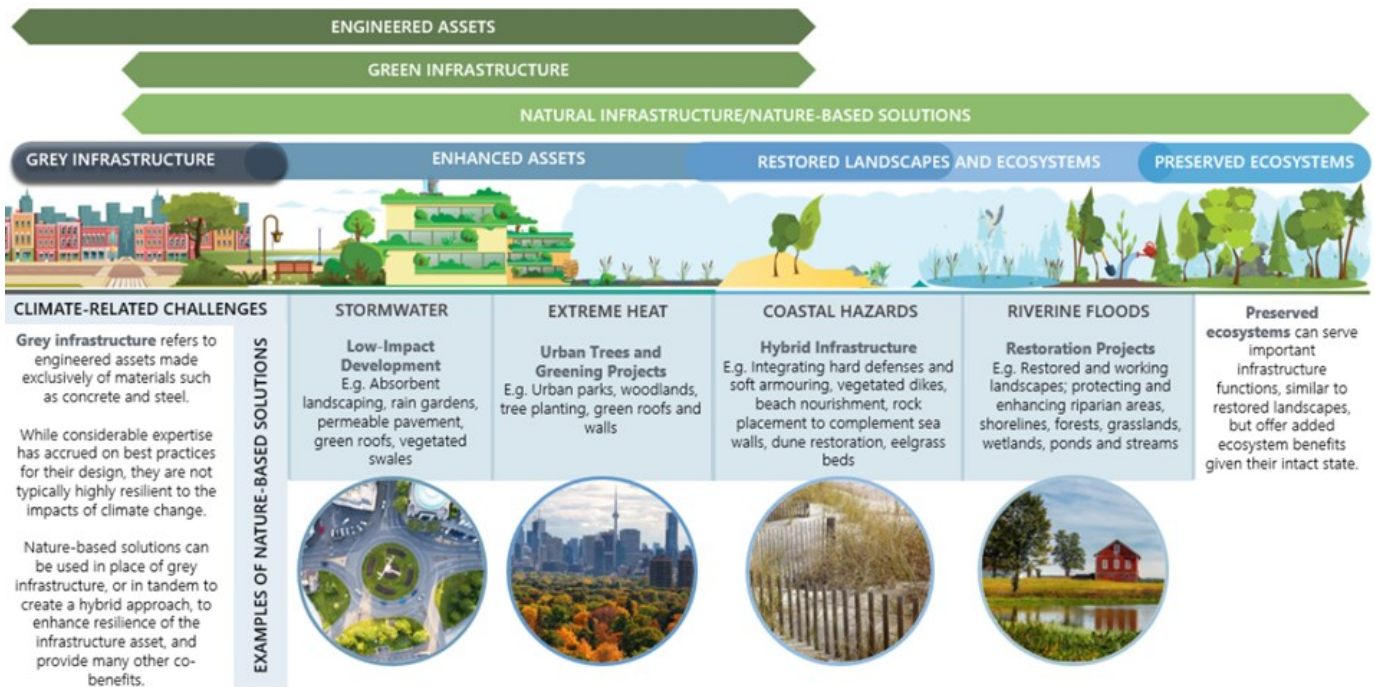 ENGINEERED ASSETS
GREEN INFRASTRUCTURE
NATURAL INFRASTRUCTURE/NATURE-BASED SOLUTIONS
GREY INFRASTRUCTURE
ENHANCED ASSETS
RESTORED LANDSCAPES AND ECOSYSTEMS
PRESERVED ECOSYSTEMS
CLIMATE-RELATED CHALLENGES
Grey infrastructure refers to
engineered assets made
exclusively of materials such
as concrete and steel.
While considerable expertise
has accrued on best practices
for their design, they are not
typically highly resilient to the
impacts of climate change.
Nature-based solutions can
be used in place of grey
infrastructure, or in tandem to
create a hybrid approach, to
enhance resilience of the
infrastructure asset, and
provide many other co-
benefits.
EXAMPLES OF NATURE-BASED SOLUTIONS
STORMWATER
Low-Impact
Development
E.g. Absorbent
landscaping, rain gardens,
permeable pavement,
green roofs, vegetated
swales
EXTREME HEAT
Urban Trees and
Greening Projects
E.g. Urban parks, woodlands,
tree planting, green roofs and
walls
COASTAL HAZARDS
Hybrid Infrastructure
E.g. Integrating hard defenses and
soft armouring, vegetated dikes,
beach nourishment, rock
placement to complement sea
walls, dune restoration, eelgrass
beds
RIVERINE FLOODS
Restoration Projects
E.g. Restored and working
landscapes; protecting and
enhancing riparian areas,
shorelines, forests, grasslands,
wetlands, ponds and streams
Preserved
ecosystems can serve
important
infrastructure
functions, similar to
restored landscapes,
but offer added
ecosystem benefits
given their intact state.